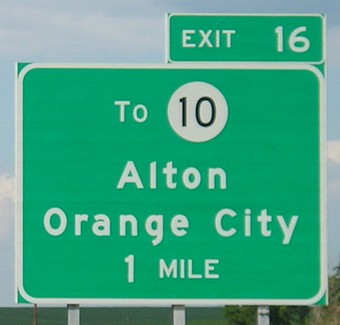 EXIT 16
To 10
Alton
Orange City
1 MILE